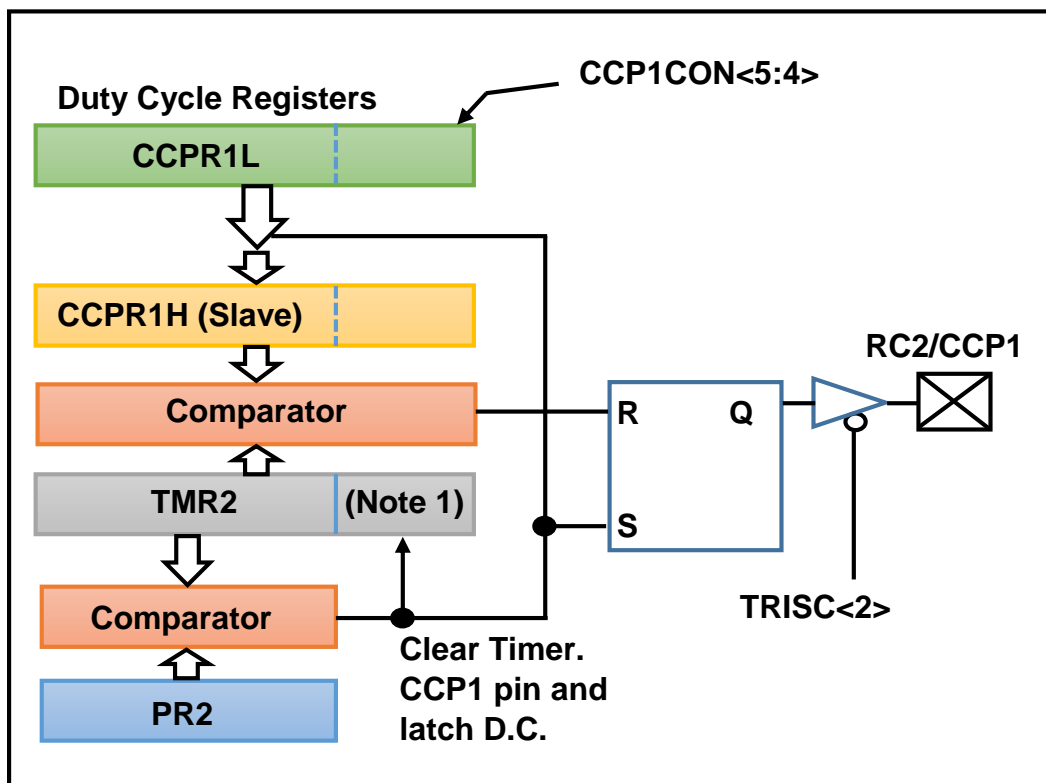 CCP1CON<5:4>
Duty Cycle Registers
CCPR1L
CCPR1H (Slave)
RC2/CCP1
Comparator
R
Q
TMR2
(Note 1)
S
Comparator
TRISC<2>
Clear Timer.
CCP1 pin and
latch D.C.
PR2